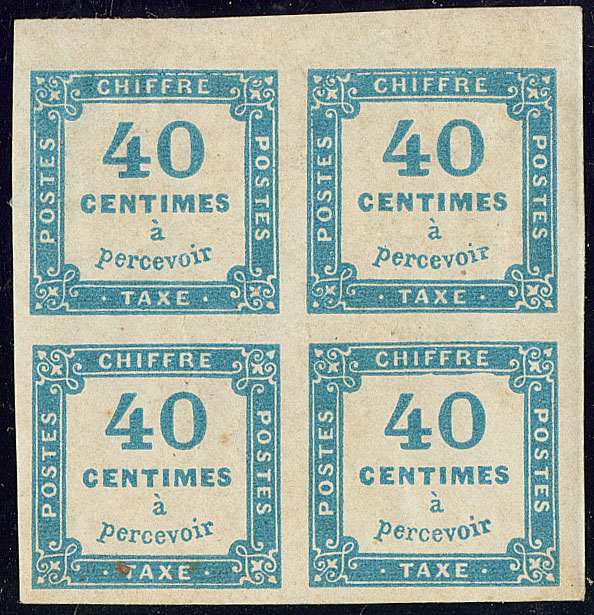 CHIFFRE
POSTES
40
CENTIMES
à
percevoir
POSTES
· TAXE ·
CHIFFRE
POSTES
40
CENTIMES
à
percevoir
POSTES
· TAXE ·
CHIFFRE
POSTES
40
CENTIMES
à
percevoir
POSTES
· TAXE ·
CHIFFRE
POSTES
40
CENTIMES
à
percevoir
POSTES
· TAXE ·